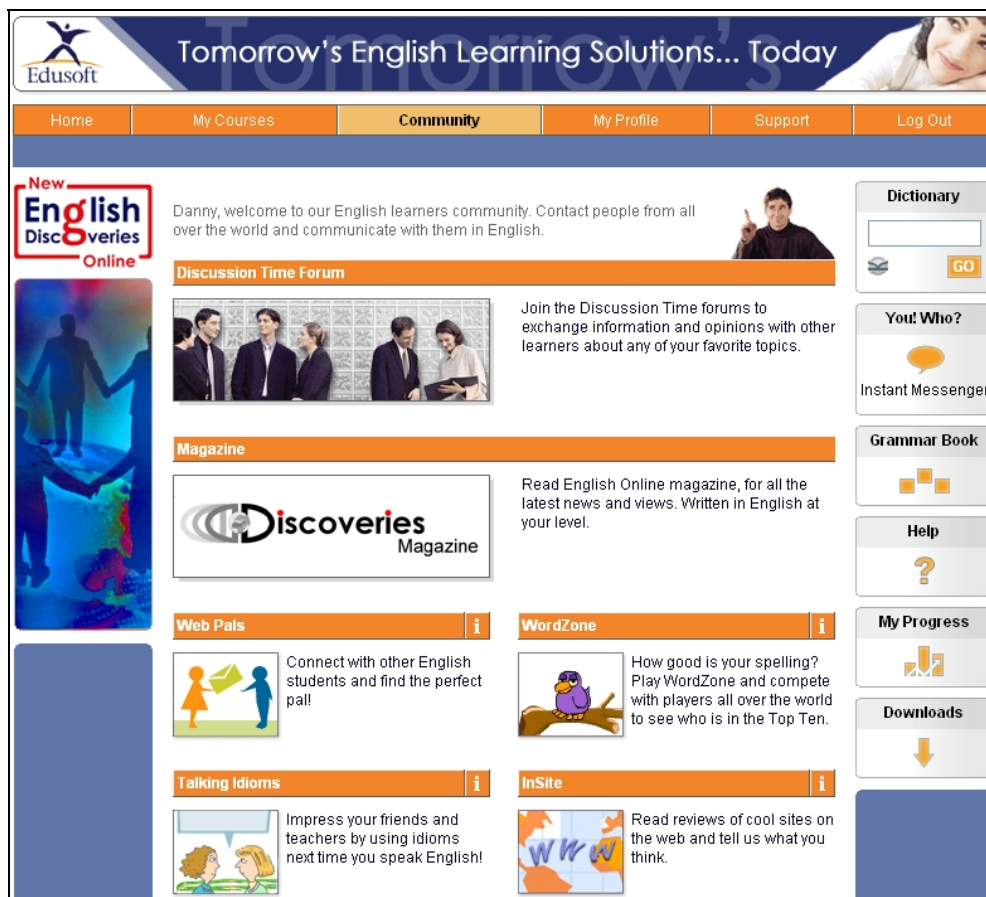 Edusoft
Tomorrow's English Learning Solutions... Today
Tomorrow's
Home My Courses Community My Profile Support Log Out
New
English
Discoveries
Online
Danny, welcome to our English learners community. Contact people from all
over the world and communicate with them in English.
Discussion Time Forum
Join the Discussion Time forums to
exchange information and opinions with other
learners about any of your favorite topics.
Magazine
Discoveries
Magazine
Read English Online magazine, for all the
latest news and views. Written in English at
your level.
Web Pals i
Connect with other English
students and find the perfect
pal!
WordZone i
How good is your spelling?
Play WordZone and compete
with players all over the world
to see who is in the Top Ten.
Talking Idioms i
Impress your friends and
teachers by using idioms
next time you speak English!
InSite i
WWW
Read reviews of cool sites on
the web and tell us what you
think.
Dictionary
GO
You! Who?
Instant Messenger
Grammar Book
Help
?
My Progress
Downloads